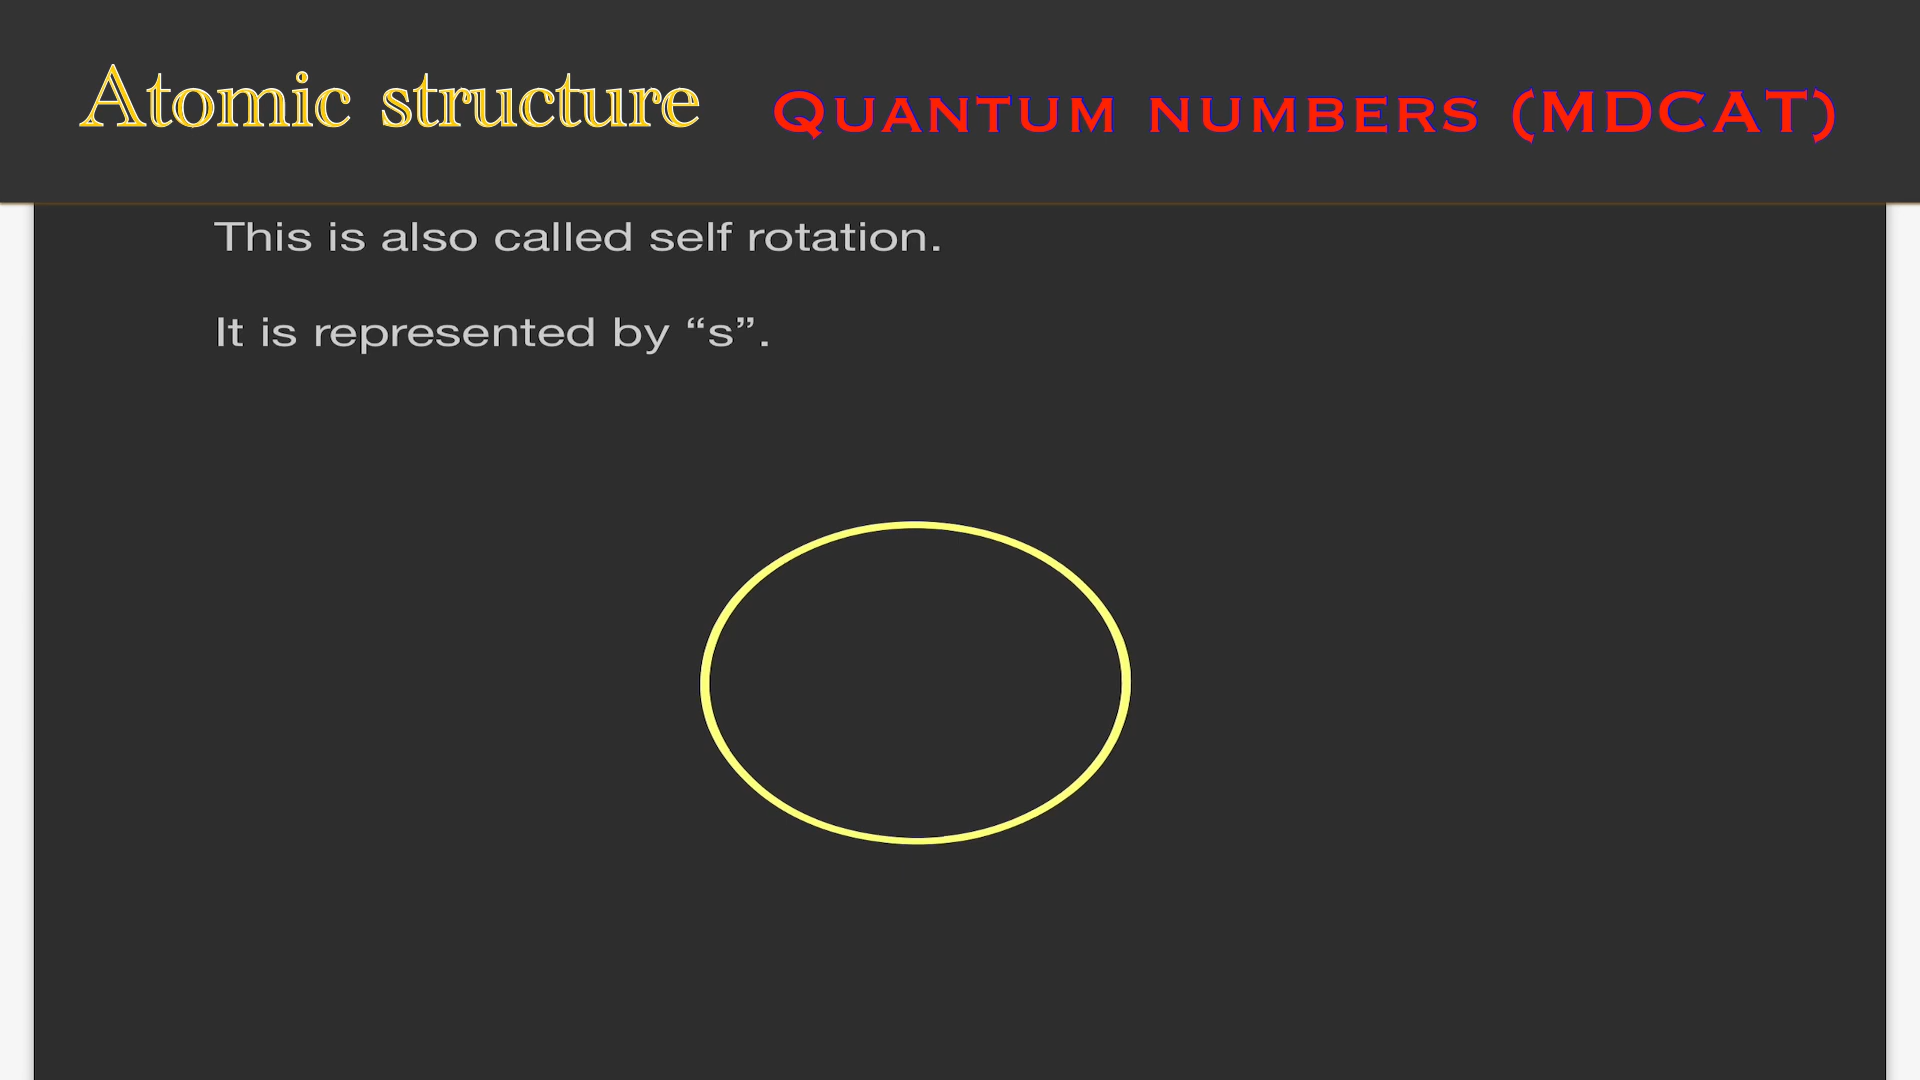 Atomic structure
QUANTUM NUMBERS (MDCAT)
This is also called self rotation.
It is represented by “s”.